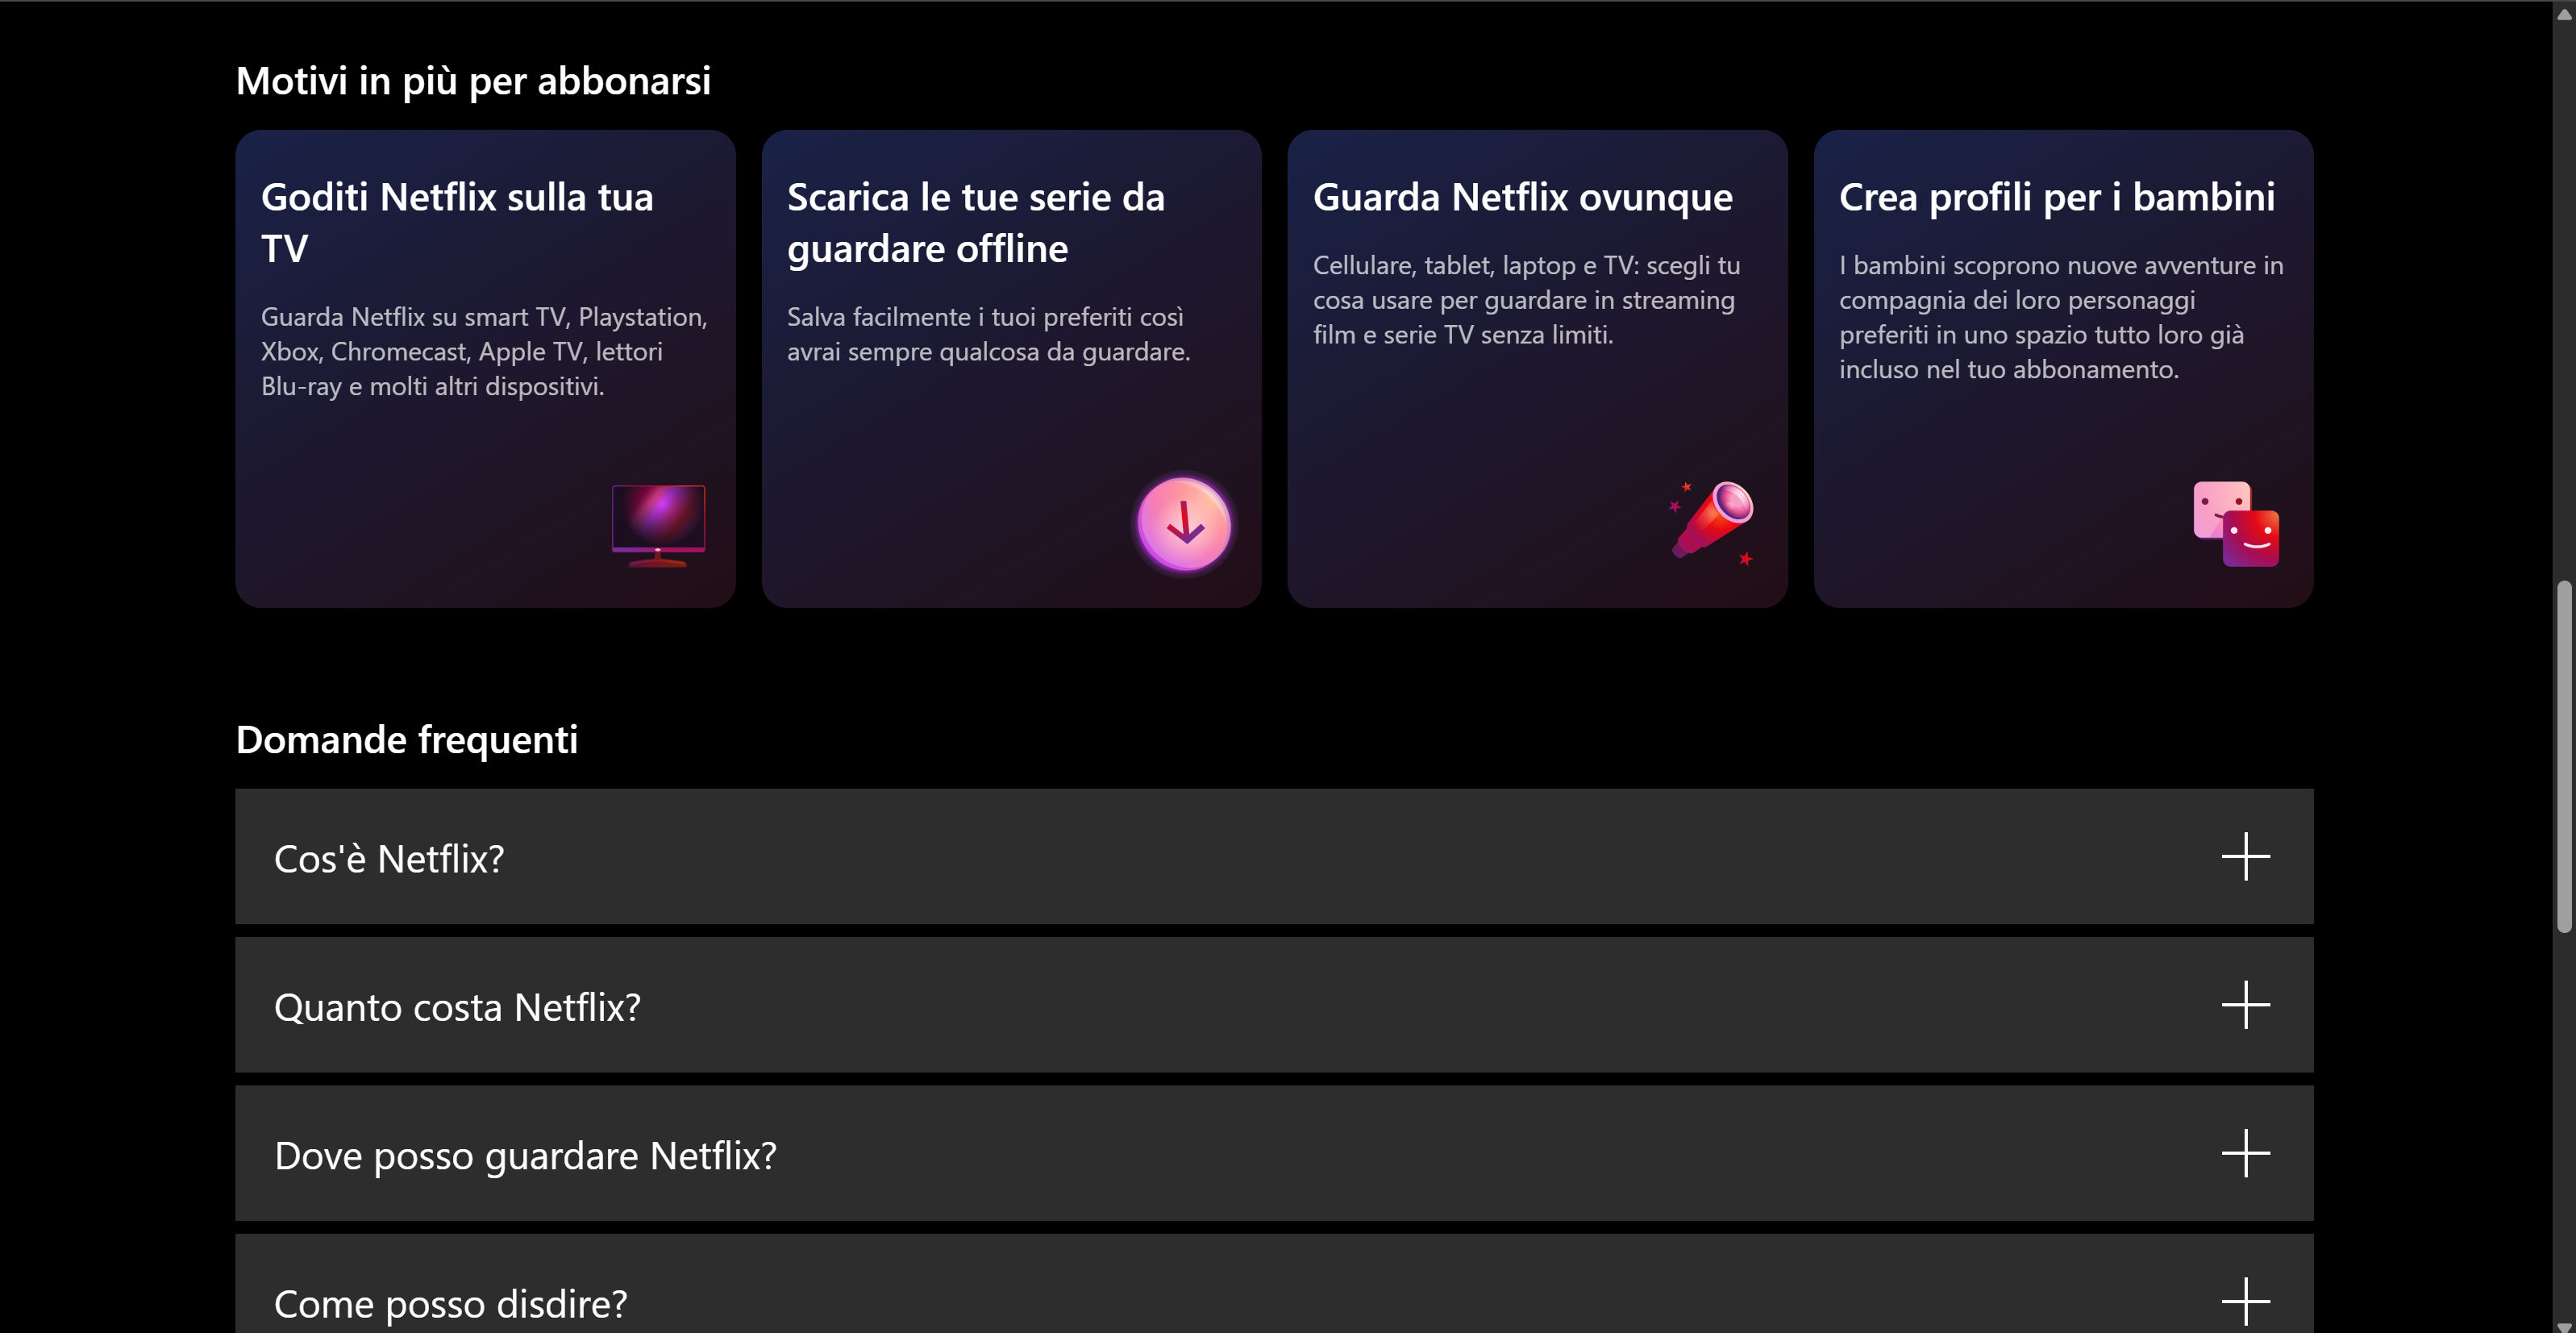 Motivi in più per abbonarsi
Goditi Netflix sulla tua
TV
Guarda Netflix su smart TV, Playstation,
Xbox, Chromecast, Apple TV, lettori
Blu-ray e molti altri dispositivi.
Scarica le tue serie da
guardare offline
Salva facilmente i tuoi preferiti così
avrai sempre qualcosa da guardare.
Guarda Netflix ovunque
Cellulare, tablet, laptop e TV: scegli tu
cosa usare per guardare in streaming
film e serie TV senza limiti.
Crea profili per i bambini
I bambini scoprono nuove avventure in
compagnia dei loro personaggi
preferiti in uno spazio tutto loro già
incluso nel tuo abbonamento.
Domande frequenti
Cos'è Netflix?
Quanto costa Netflix?
Dove posso guardare Netflix?
Come posso disdire?